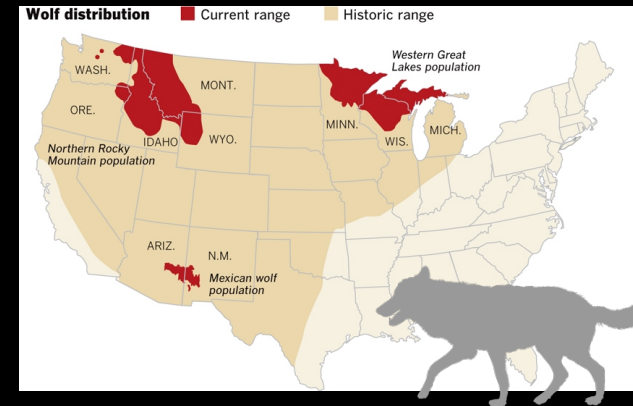 Wolf distribution
Current range
Historic range
Western Great
Lakes population
WASH.
MONT.
ORE.
MINN.
MICH.
IDAHO
WYO.
WIS.
Northern Rocky
Mountain population
ARIZ.
N.M.
Mexican wolf
population